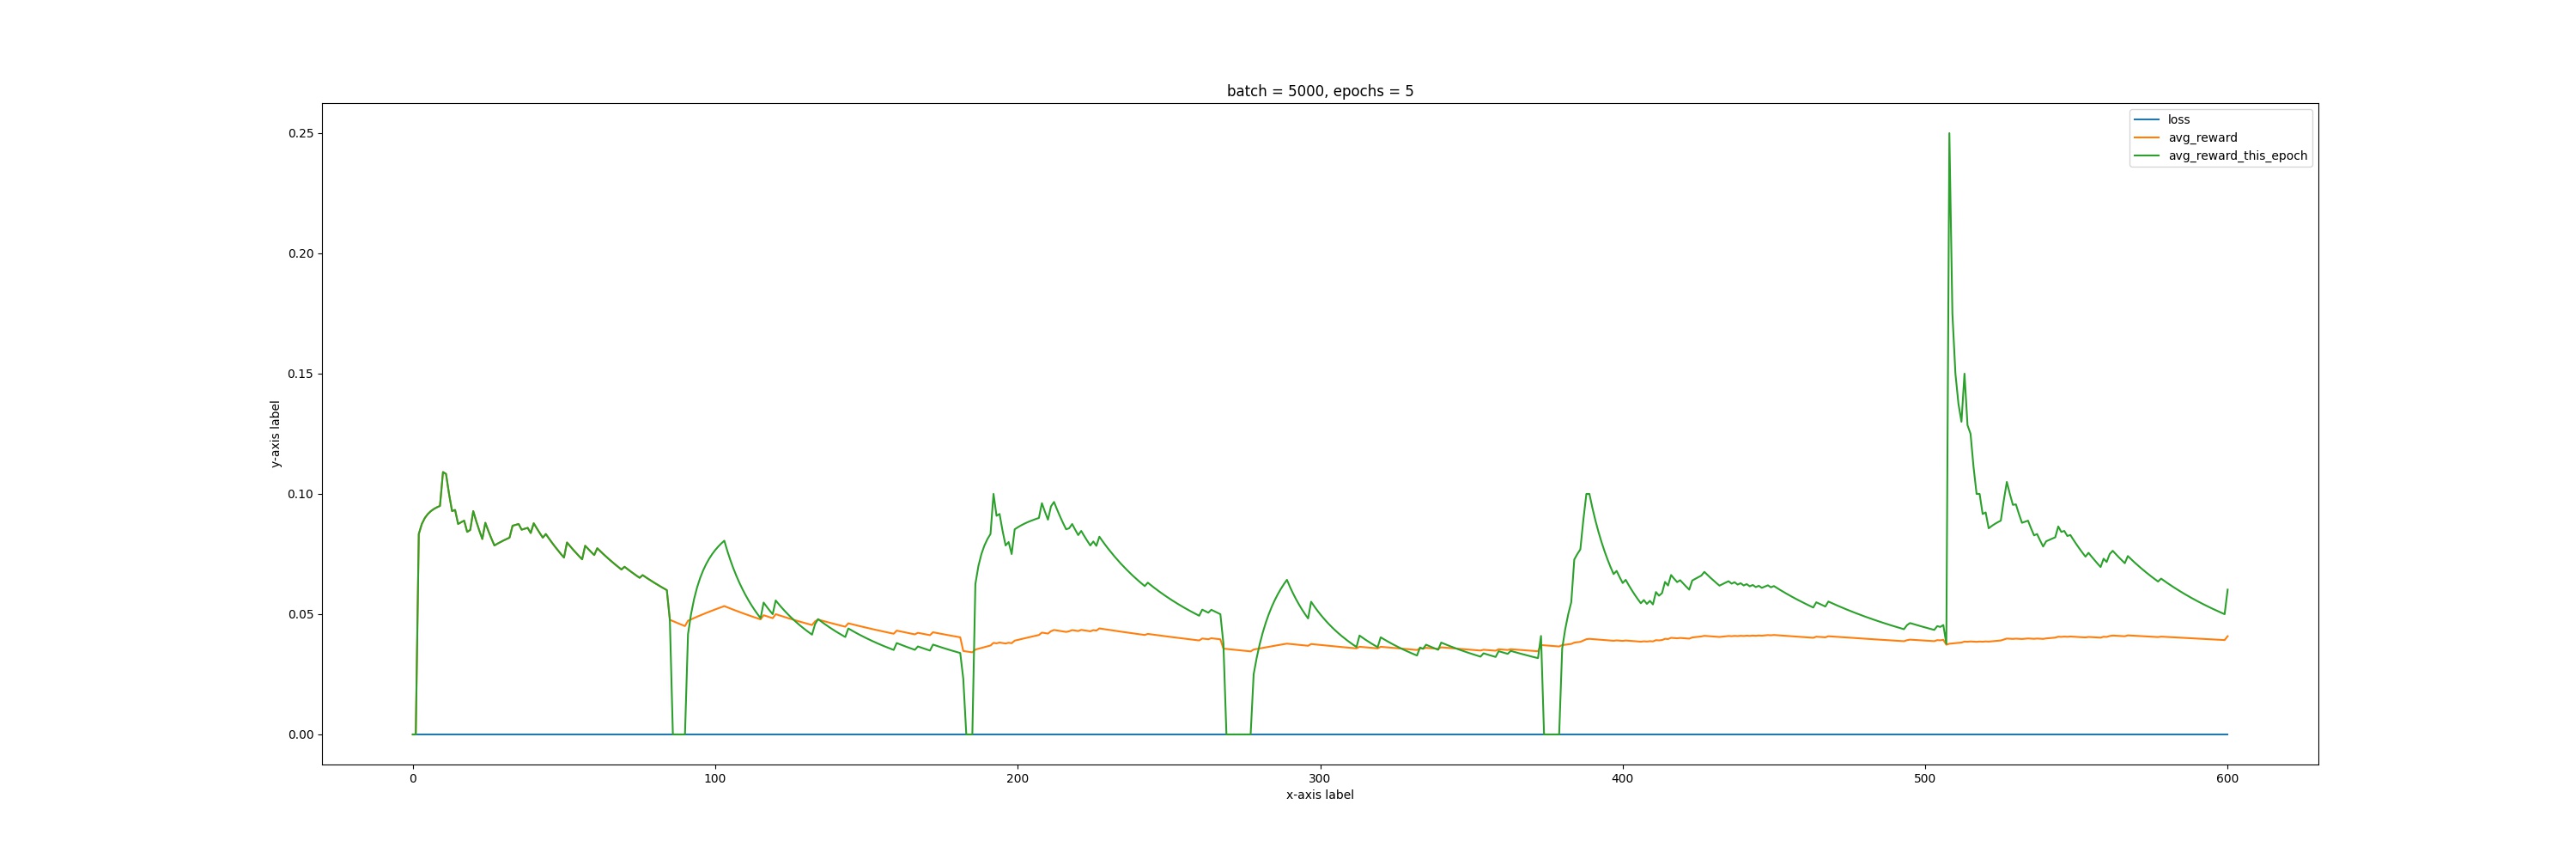 batch = 5000, epochs = 5
loss
avg_reward
avg_reward_this_epoch
0.25
0.20
0.15
0.10
0.05
0.00
y-axis label
0 100 200 300 400 500 600
x-axis label